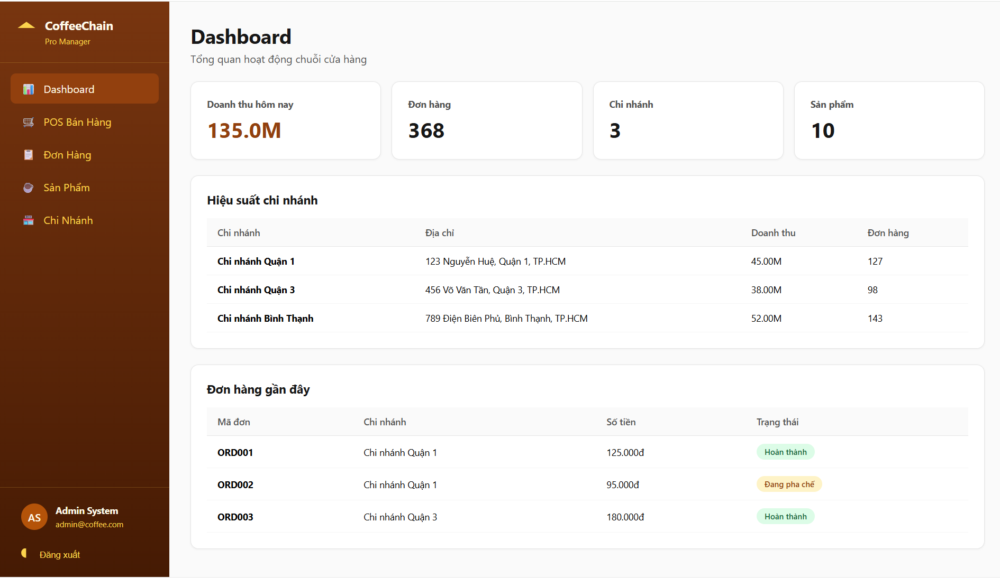 CoffeeChain
Pro Manager
Dashboard
POS Bán Hàng
Đơn Hàng
Sản Phẩm
Chi Nhánh
Admin System
AS
admin@coffee.com
Đăng xuất
Dashboard
Tổng quan hoạt động chuỗi cửa hàng
Doanh thu hôm nay
135.0M
Đơn hàng
368
Chi nhánh
3
Sản phẩm
10
Hiệu suất chi nhánh
Chi nhánh Địa chỉ Doanh thu Đơn hàng
Chi nhánh Quận 1 123 Nguyễn Huệ, Quận 1, TP.HCM 45.00M 127
Chi nhánh Quận 3 456 Võ Văn Tần, Quận 3, TP.HCM 38.00M 98
Chi nhánh Bình Thạnh 789 Điện Biên Phủ, Bình Thạnh, TP.HCM 52.00M 143
Đơn hàng gần đây
Mã đơn Chi nhánh Số tiền Trạng thái
ORD001 Chi nhánh Quận 1 125.000đ Hoàn thành
ORD002 Chi nhánh Quận 1 95.000đ Đang pha chế
ORD003 Chi nhánh Quận 3 180.000đ Hoàn thành